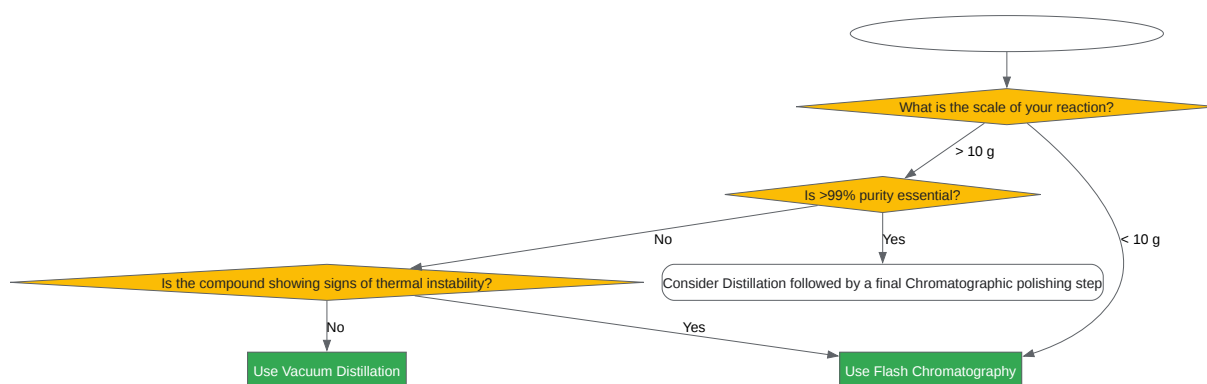 What is the scale of your reaction?
> 10 g
Is >99% purity essential?
No
Yes
< 10 g
Is the compound showing signs of thermal instability?
Consider Distillation followed by a final Chromatographic polishing step
No
Yes
Use Vacuum Distillation
Use Flash Chromatography